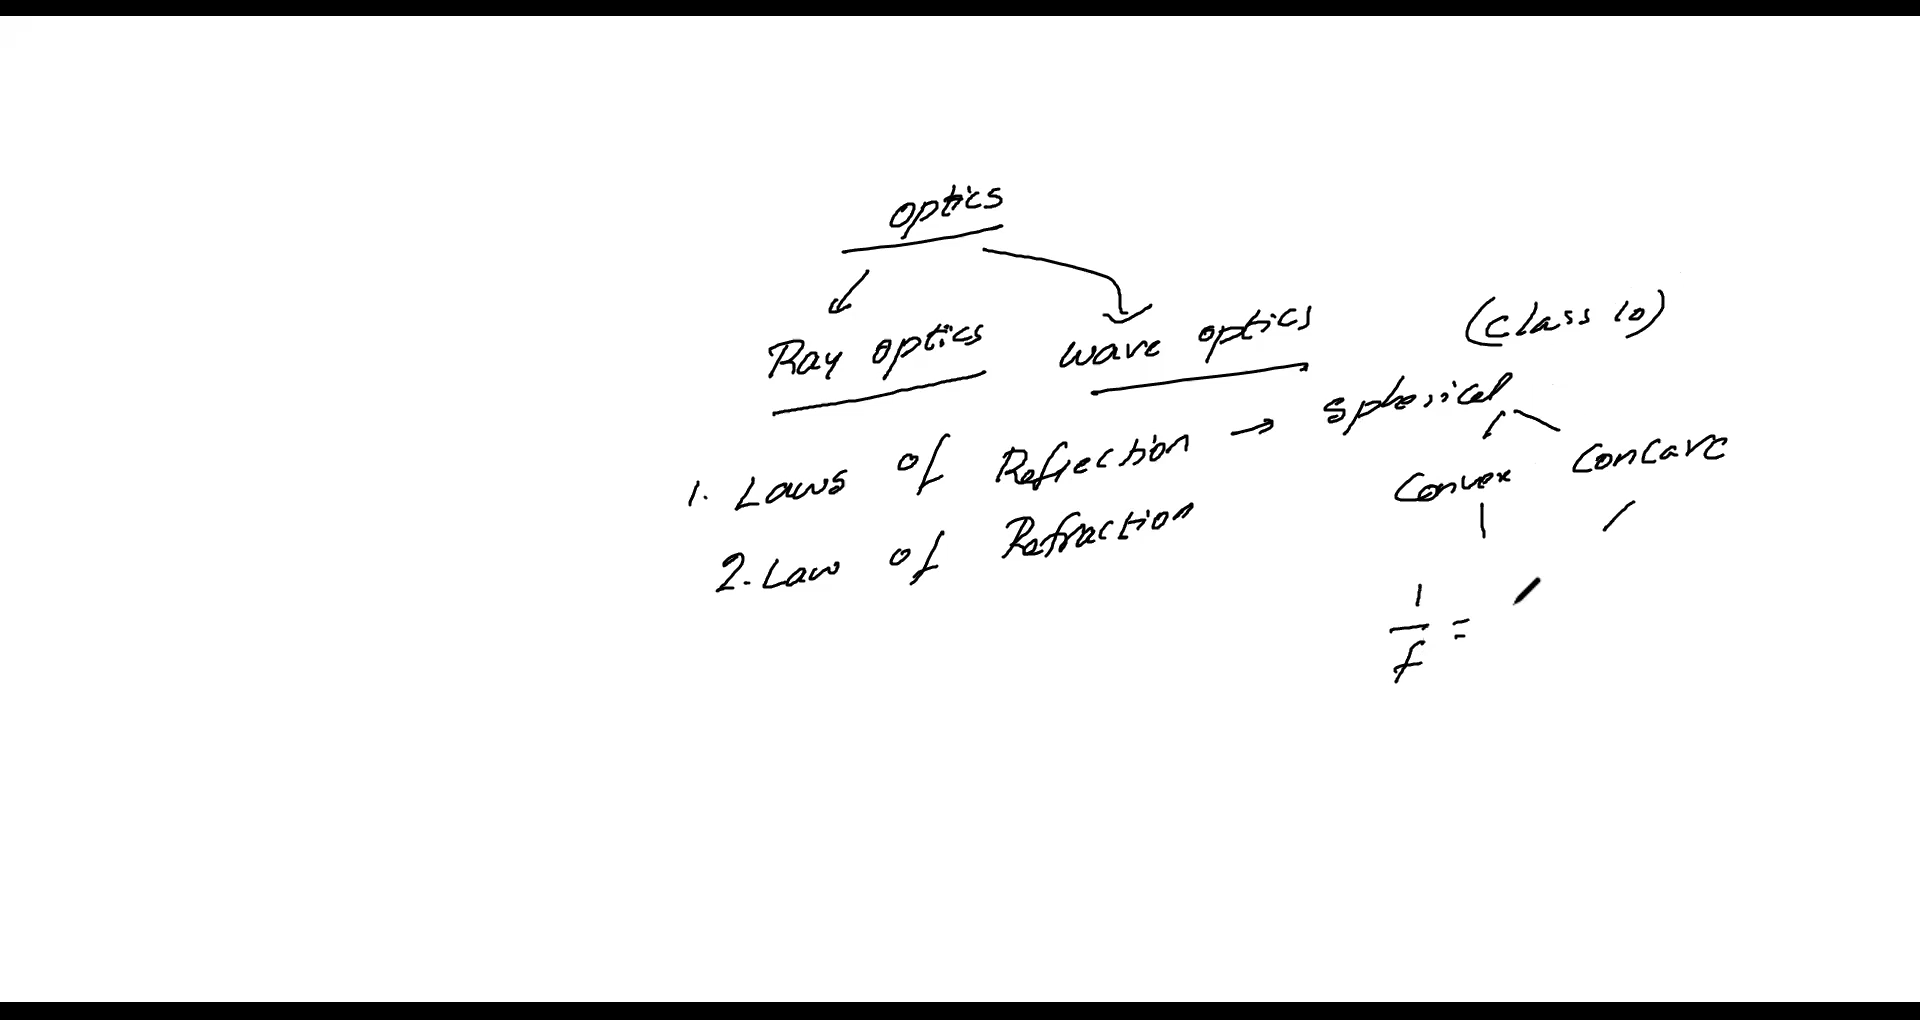 optics
Ray optics wave optics (class 10)
1. Laws of Reflection → spherical
convex concave
2. Law of Refraction
1/f =